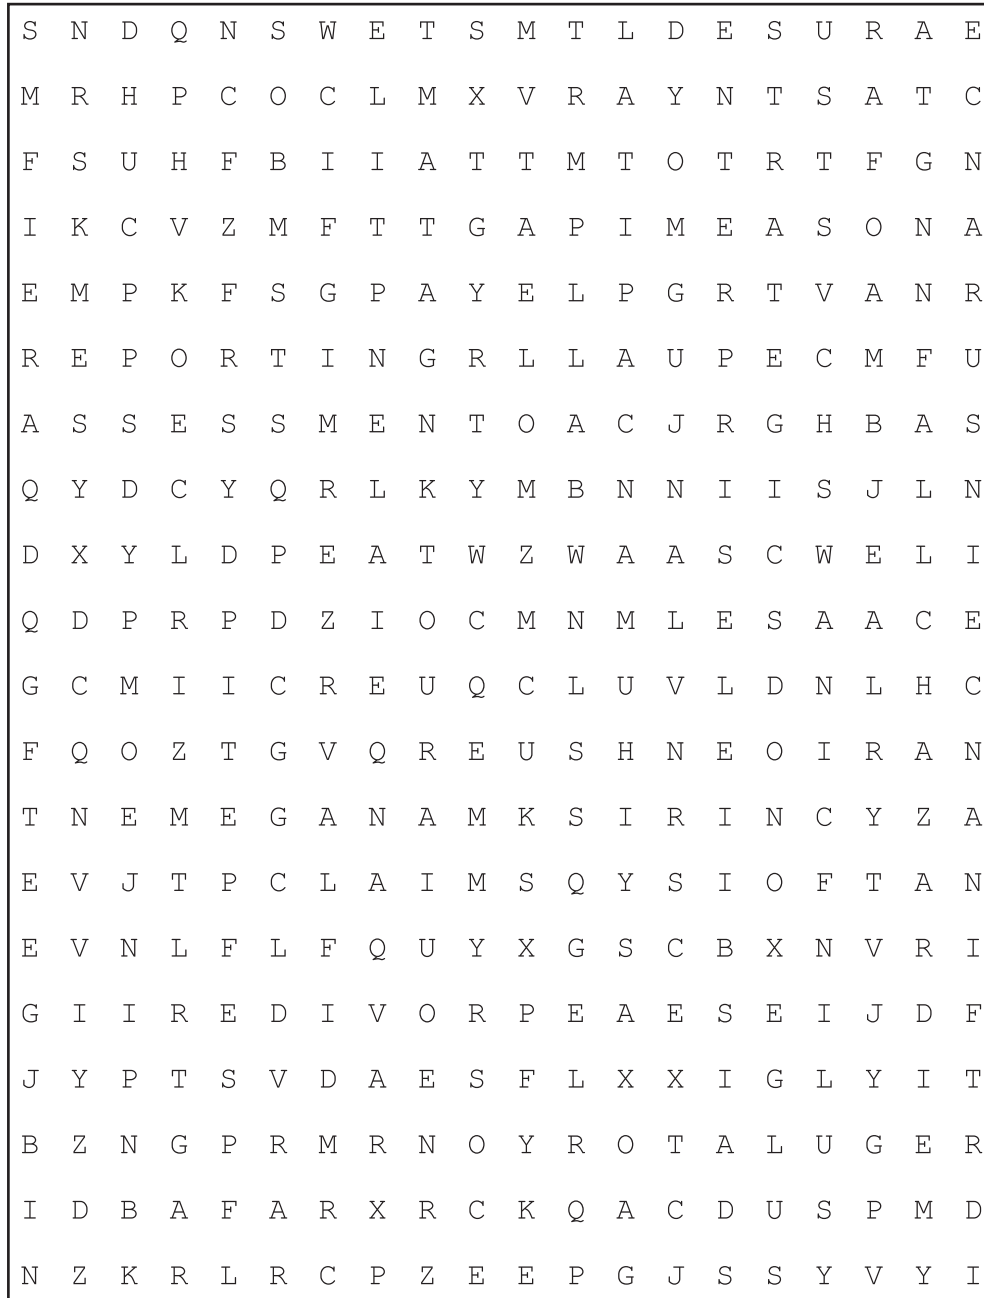 S N D Q N S W E T S M T L D E S U R A E
M R H P C O C L M X V R A Y N T S A T C
F S U H F B I I A T T M T O T R T F G N
I K C V Z M F T T G A P I M E A S O N A
E M P K F S G P A Y E L P G R T V A N R
R E P O R T I N G R L L A U P E C M F U
A S S E S S M E N T O A C J R G H B A S
Q Y D C Y Q R L K Y M B N N I I S J L N
D X Y L D P E A T W Z W A A S C W E L I
Q D P R P D Z I O C M N M L E S A A C E
G C M I I C R E U Q C L U V L D N L H C
F Q O Z T G V Q R E U S H N E O I R A N
T N E M E G A N A M K S I R I N C Y Z A
E V J T P C L A I M S Q Y S I O F T A N
E V N L F L F Q U Y X G S C B X N V R I
G I I R E D I V O R P E A E S E I J D F
J Y P T S V D A E S F L X X I G L Y I T
B Z N G P R M R N O Y R O T A L U G E R
I D B A F A R X R C K Q A C D U S P M D
N Z K R L R C P Z E E P G J S S Y V Y I